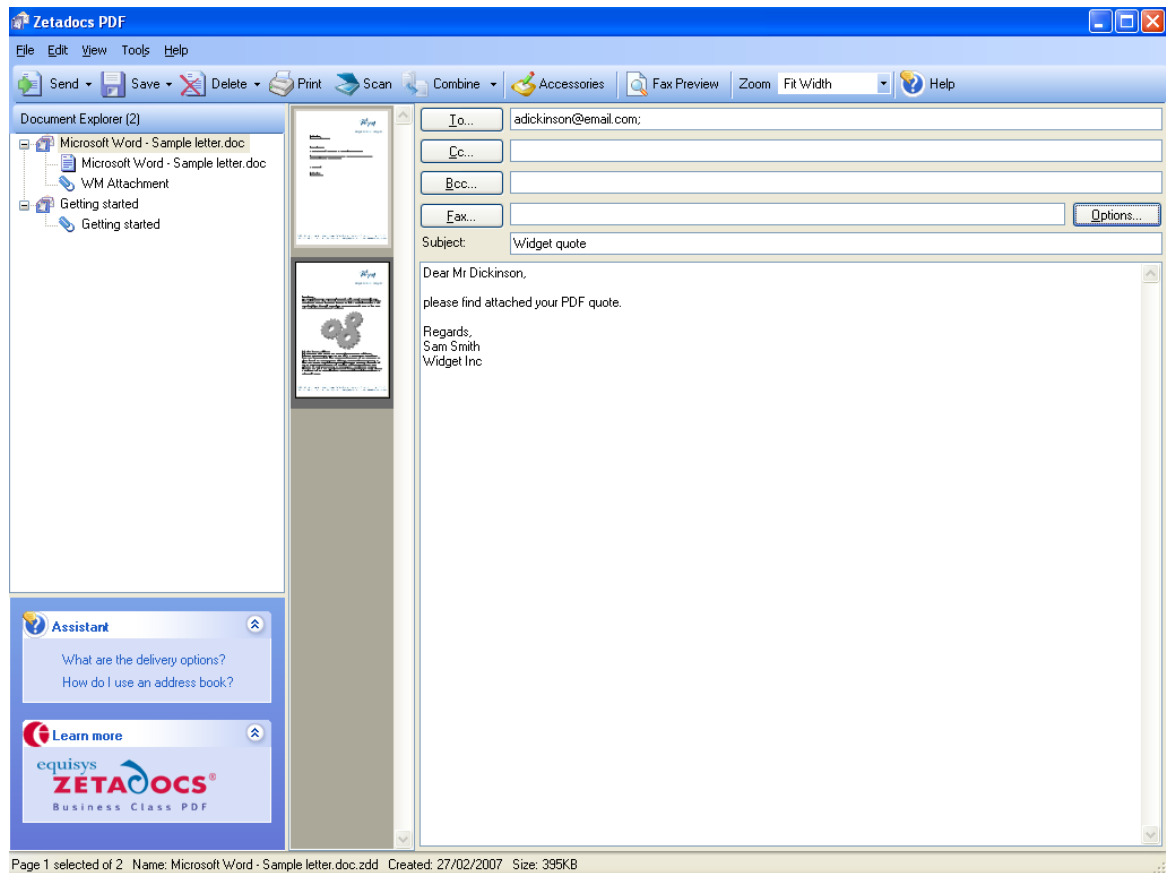 Zetadocs PDF
File Edit View Tools Help
Send Save Delete Print Scan Combine Accessories Fax Preview Zoom Fit Width Help
Document Explorer (2)
Microsoft Word - Sample letter.doc
Microsoft Word - Sample letter.doc
WM Attachment
Getting started
Getting started
To... adickinson@email.com;
Cc...
Bcc...
Fax... Options...
Subject: Widget quote
Dear Mr Dickinson,
please find attached your PDF quote.
Regards,
Sam Smith
Widget Inc
Assistant
What are the delivery options?
How do I use an address book?
Learn more
equisys
ZETADOCS®
Business Class PDF
Page 1 selected of 2 Name: Microsoft Word - Sample letter.doc.zdd Created: 27/02/2007 Size: 395KB